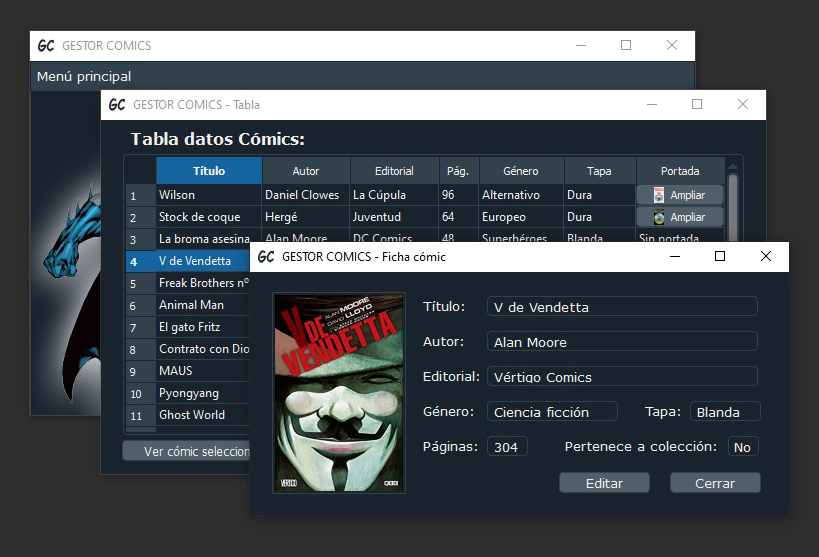 GC GESTOR COMICS
Menú principal
GC GESTOR COMICS - Tabla
Tabla datos Cómics:
Título Autor Editorial Pág. Género Tapa Portada
1 Wilson Daniel Clowes La Cúpula 96 Alternativo Dura Ampliar
2 Stock de coque Hergé Juventud 64 Europeo Dura Ampliar
3 La broma asesina Alan Moore DC Comics 48 Superhéroes Blanda Sin portada
4 V de Vendetta
5 Freak Brothers nº
6 Animal Man
7 El gato Fritz
8 Contrato con Dio
9 MAUS
10 Pyongyang
11 Ghost World
Ver cómic seleccion
GC GESTOR COMICS - Ficha cómic
ALAN MOORE
DAVID LLOYD
V DE
VENDETTA
VERTIGO
ECC
Título: V de Vendetta
Autor: Alan Moore
Editorial: Vértigo Comics
Género: Ciencia ficción Tapa: Blanda
Páginas: 304 Pertenece a colección: No
Editar Cerrar